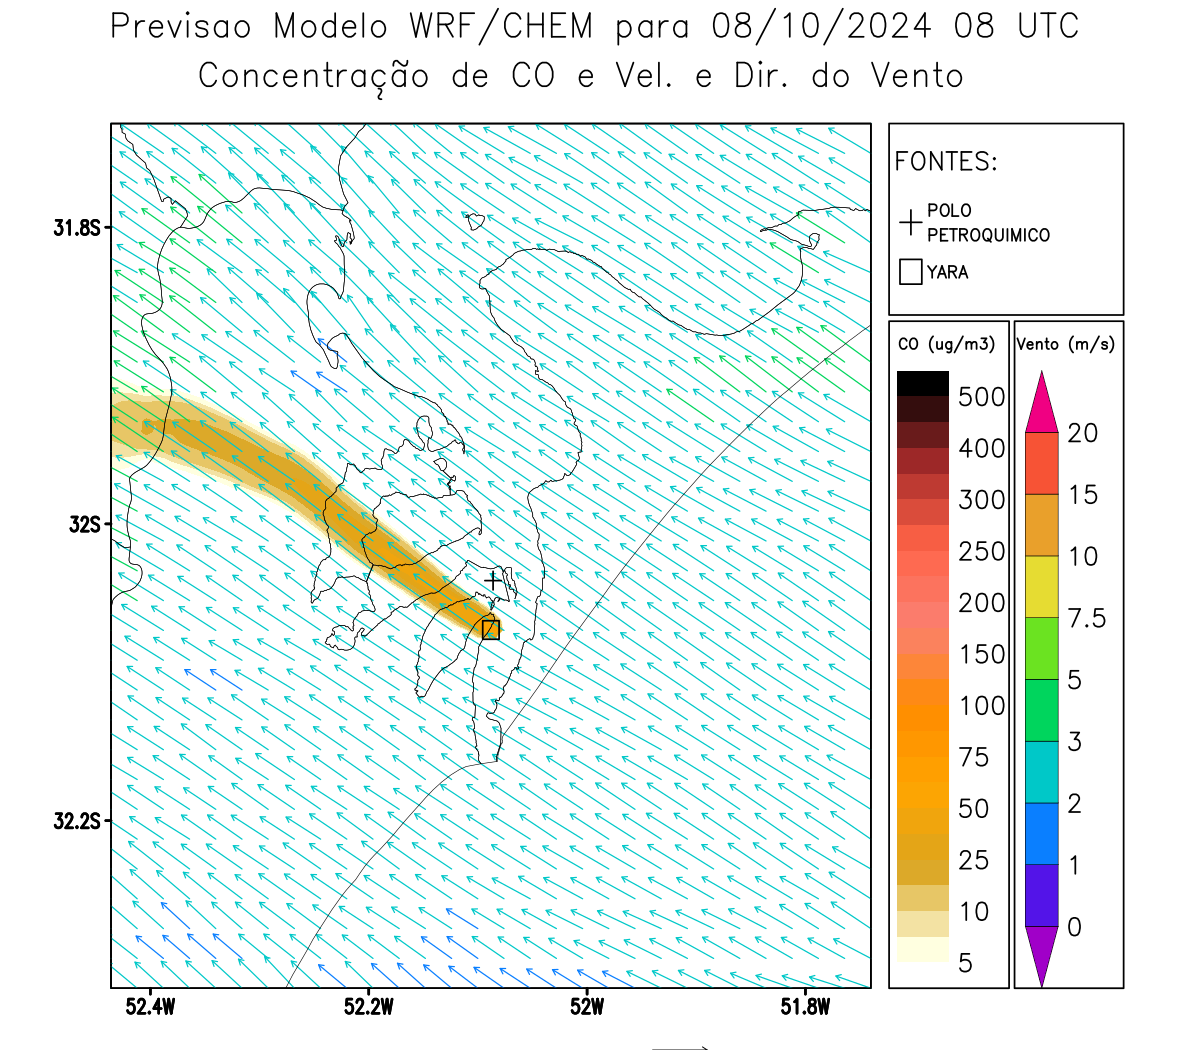 Previsao Modelo WRF/CHEM para 08/10/2024 08 UTC
Concentração de CO e Vel. e Dir. do Vento
FONTES:
POLO
PETROQUIMICO
YARA
CO (ug/m3)
500
400
300
250
200
150
100
75
50
25
10
5
Vento (m/s)
20
15
10
7.5
5
3
2
1
0
31.8S
32S
32.2S
52.4W
52.2W
52W
51.8W